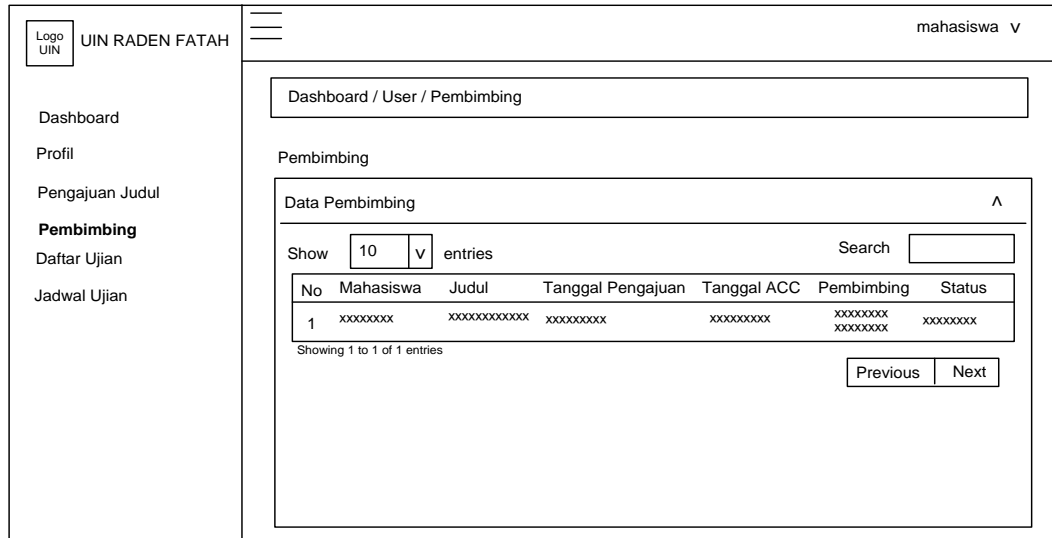 Logo
UIN
UIN RADEN FATAH
mahasiswa v
Dashboard
Profil
Pengajuan Judul
Pembimbing
Daftar Ujian
Jadwal Ujian
Dashboard / User / Pembimbing
Pembimbing
Data Pembimbing ^
Show 10 v entries Search
No Mahasiswa Judul Tanggal Pengajuan Tanggal ACC Pembimbing Status
1 xxxxxxxx xxxxxxxxxxxx xxxxxxxxx xxxxxxxxx xxxxxxxx xxxxxxxx
xxxxxxxx
Showing 1 to 1 of 1 entries
Previous Next